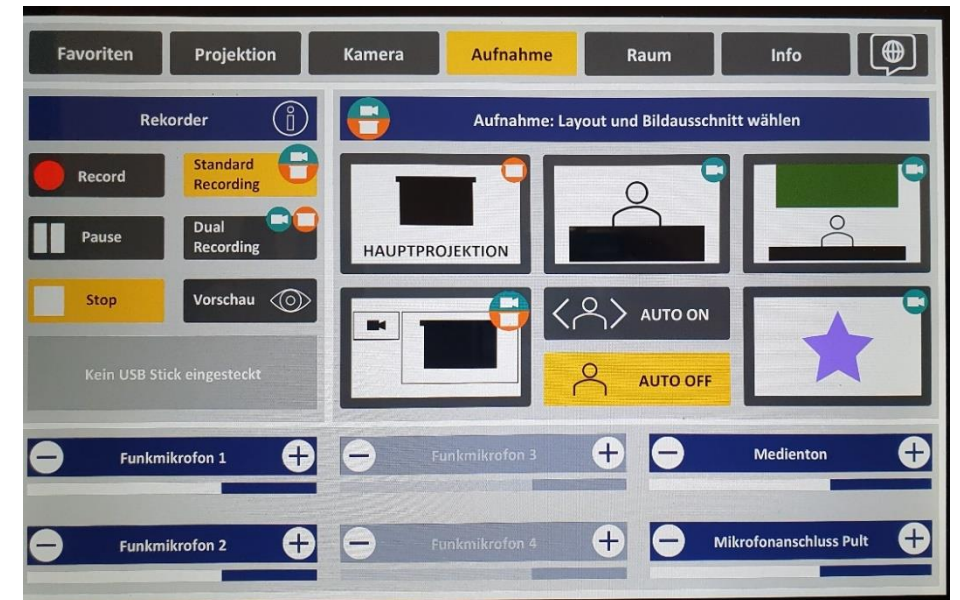 Favoriten
Projektion
Kamera
Aufnahme
Raum
Info
Rekorder
Aufnahme: Layout und Bildausschnitt wählen
Record
Standard
Recording
Pause
Dual
Recording
Stop
Vorschau
Kein USB Stick eingesteckt
HAUPTPROJEKTION
AUTO ON
AUTO OFF
Funkmikrofon 1
Funkmikrofon 3
Medienton
Funkmikrofon 2
Funkmikrofon 4
Mikrofonanschluss Pult